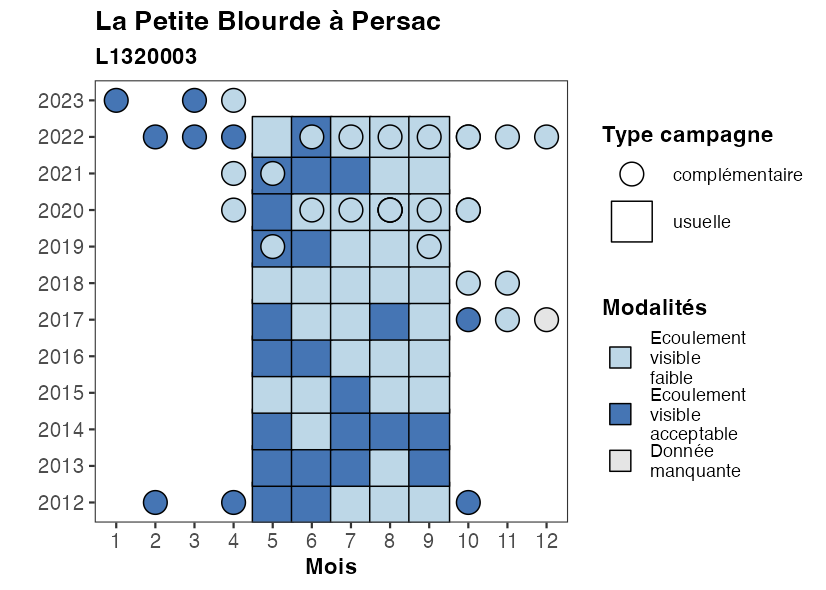 La Petite Blourde à Persac
L1320003
2023
2022
2021
2020
2019
2018
2017
2016
2015
2014
2013
2012
1 2 3 4 5 6 7 8 9 10 11 12
Mois
Type campagne
complémentaire
usuelle
Modalités
Ecoulement
visible
faible
Ecoulement
visible
acceptable
Donnée
manquante